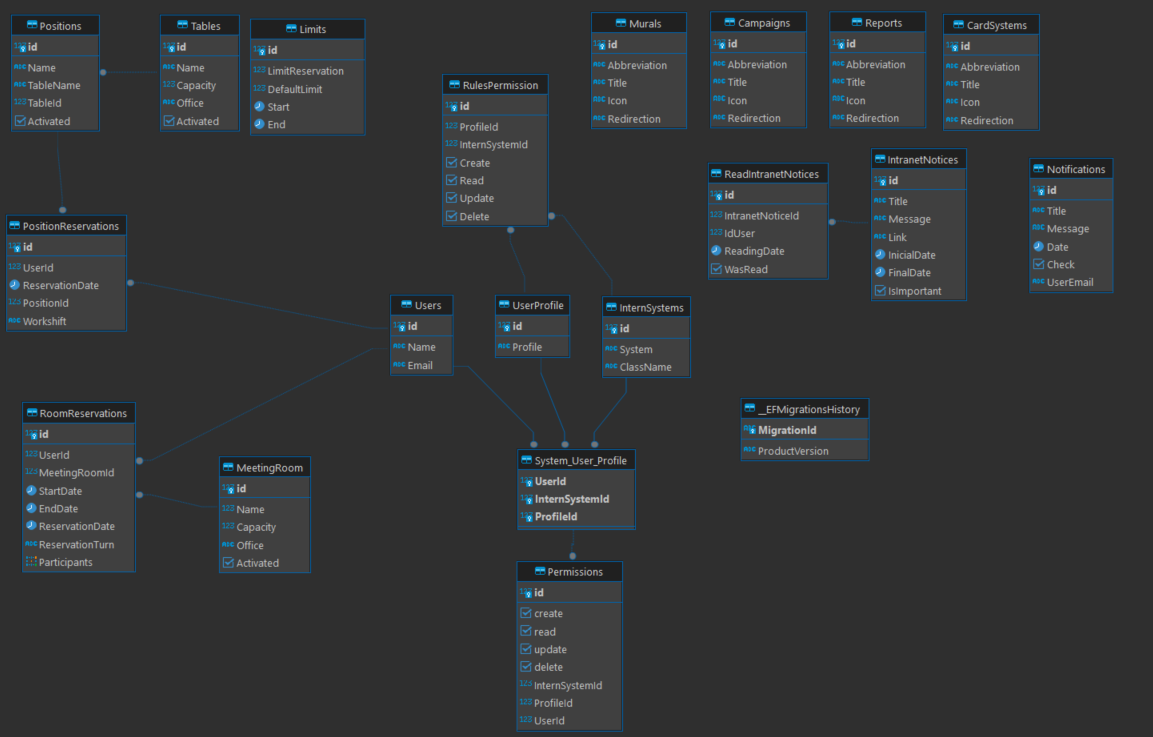 Positions
id
Name
TableName
TableId
Activated
Tables
id
Name
Capacity
Office
Activated
Limits
id
LimitReservation
DefaultLimit
Start
End
RulesPermission
id
ProfileId
InternSystemId
Create
Read
Update
Delete
Murals
id
Abbreviation
Title
Icon
Redirection
Campaigns
id
Abbreviation
Title
Icon
Redirection
Reports
id
Abbreviation
Title
Icon
Redirection
CardSystems
id
Abbreviation
Title
Icon
Redirection
ReadIntranetNotices
id
IntranetNoticeId
IdUser
ReadingDate
WasRead
IntranetNotices
id
Title
Message
Link
InicialDate
FinalDate
IsImportant
Notifications
id
Title
Message
Date
Check
UserEmail
PositionReservations
id
UserId
ReservationDate
PositionId
Workshift
Users
id
Name
Email
UserProfile
id
Profile
InternSystems
id
System
ClassName
RoomReservations
id
UserId
MeetingRoomId
StartDate
EndDate
ReservationDate
ReservationTurn
Participants
MeetingRoom
id
Name
Capacity
Office
Activated
__EFMigrationsHistory
MigrationId
ProductVersion
System_User_Profile
UserId
InternSystemId
ProfileId
Permissions
id
create
read
update
delete
InternSystemId
ProfileId
UserId